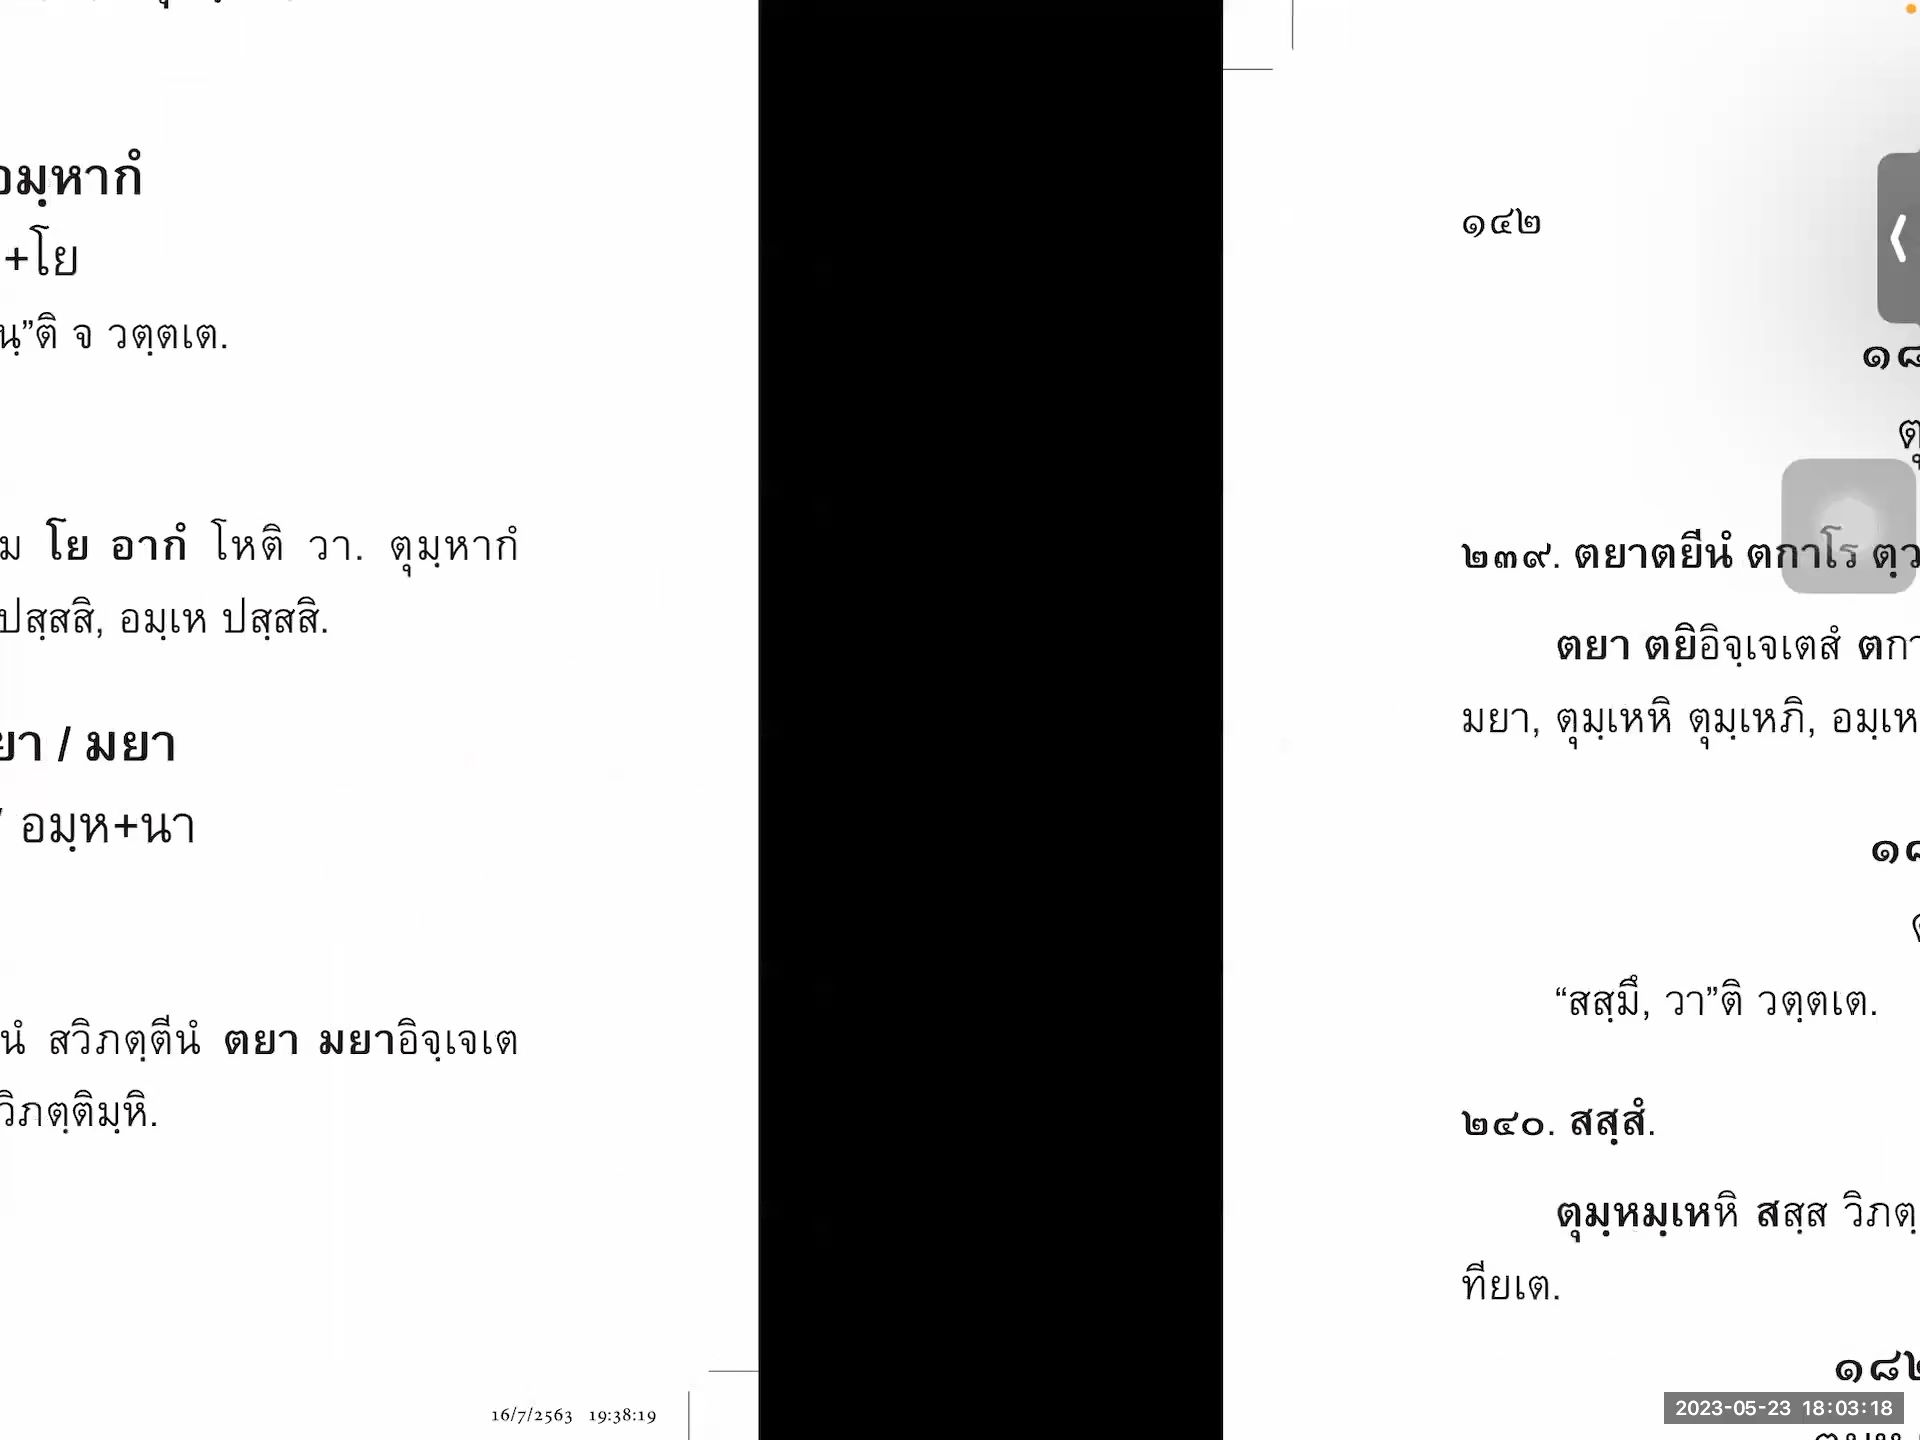 อมฺหากํ
+โย
นฺ”ติ จ วตฺตเต.
ม โย อากํ โหติ วา. ตุมฺหากํ
ปสฺสสิ, อมฺเห ปสฺสสิ.
ยา / มยา
/ อมฺห+นา
นํ สวิภตฺตีนํ ตยา มยาอิจฺเจเต
วิภตฺติมฺหิ.
16/7/2563 19:38:19
๑๔๒
๑๘
ตุ
๒๓๙. ตยาตยีนํ ตกาโร ตฺว
ตยา ตยิอิจฺเจเตสํ ตกา
มยา, ตุมฺเหหิ ตุมฺเหภิ, อมฺเห
๑๘
“สสฺมึ, วา”ติ วตฺตเต.
๒๔๐. สสฺสํ.
ตุมฺหมฺเหหิ สสฺส วิภตฺ
ทียเต.
๑๘๒
2023-05-23 18:03:18